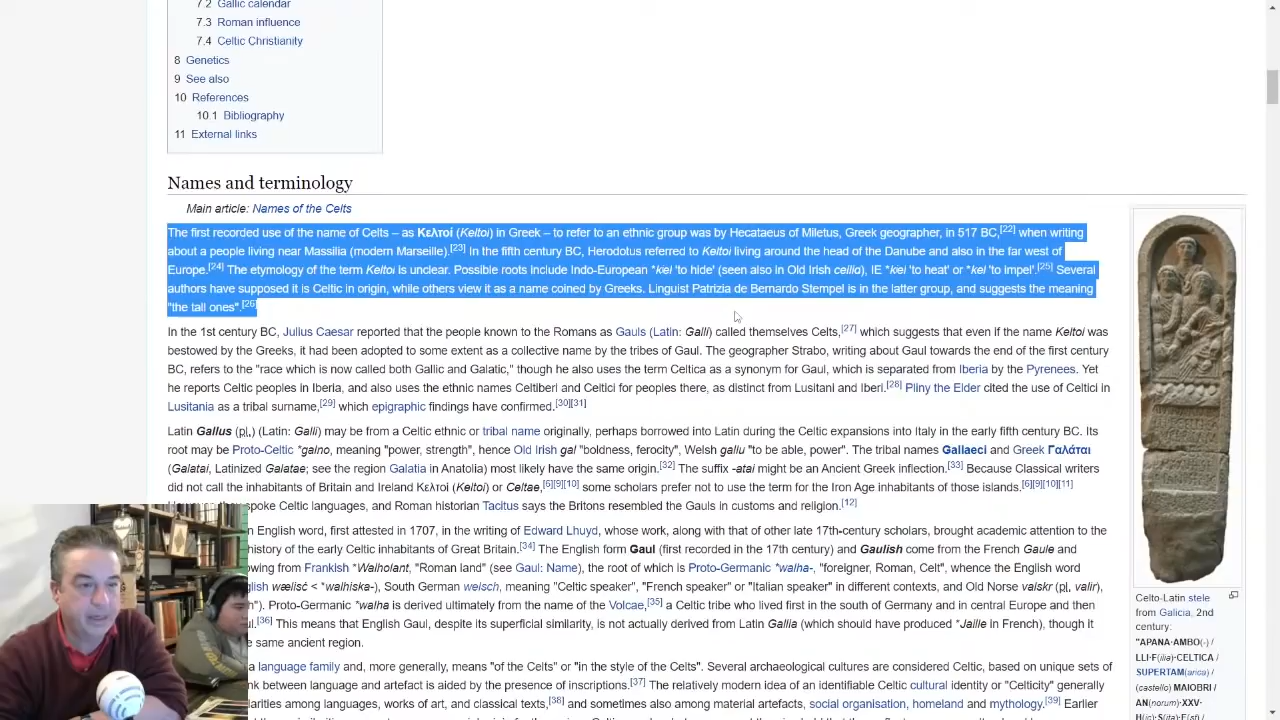 7.2 Gallic calendar
7.3 Roman influence
7.4 Celtic Christianity
8 Genetics
9 See also
10 References
10.1 Bibliography
11 External links
Names and terminology
Main article: Names of the Celts
The first recorded use of the name of Celts – as Κελτοί (Keltoi) in Greek – to refer to an ethnic group was by Hecataeus of Miletus, Greek geographer, in 517 BC,[22] when writing
about a people living near Massilia (modern Marseille).[23] In the fifth century BC, Herodotus referred to Keltoi living around the head of the Danube and also in the far west of
Europe.[24] The etymology of the term Keltoi is unclear. Possible roots include Indo-European *kel 'to hide' (seen also in Old Irish ceilid), IE *kel 'to heat' or *kel 'to impel'.[25] Several
authors have supposed it is Celtic in origin, while others view it as a name coined by Greeks. Linguist Patrizia de Bernardo Stempel is in the latter group, and suggests the meaning
"the tall ones".[26]
In the 1st century BC, Julius Caesar reported that the people known to the Romans as Gauls (Latin: Galli) called themselves Celts,[27] which suggests that even if the name Keltoi was
bestowed by the Greeks, it had been adopted to some extent as a collective name by the tribes of Gaul. The geographer Strabo, writing about Gaul towards the end of the first century
BC, refers to the "race which is now called both Gallic and Galatic," though he also uses the term Celtica as a synonym for Gaul, which is separated from Iberia by the Pyrenees. Yet
he reports Celtic peoples in Iberia, and also uses the ethnic names Celtiberi and Celtici for peoples there, as distinct from Lusitani and Iberi.[28] Pliny the Elder cited the use of Celtici in
Lusitania as a tribal surname,[29] which epigraphic findings have confirmed.[30][31]
Latin Gallus (pl.) (Latin: Galli) may be from a Celtic ethnic or tribal name originally, perhaps borrowed into Latin during the Celtic expansions into Italy in the early fifth century BC. Its
root may be Proto-Celtic *galno, meaning "power, strength", hence Old Irish gal "boldness, ferocity", Welsh gallu "to be able, power". The tribal names Gallaeci and Greek Γαλάται
(Galatai, Latinized Galatae; see the region Galatia in Anatolia) most likely have the same origin.[32] The suffix -atai might be an Ancient Greek inflection.[33] Because Classical writers
did not call the inhabitants of Britain and Ireland Κελτοί (Keltoi) or Celtae,[6][9][10] some scholars prefer not to use the term for the Iron Age inhabitants of those islands.[6][9][10][11]
spoke Celtic languages, and Roman historian Tacitus says the Britons resembled the Gauls in customs and religion.[12]
n English word, first attested in 1707, in the writing of Edward Lhuyd, whose work, along with that of other late 17th-century scholars, brought academic attention to the
history of the early Celtic inhabitants of Great Britain.[34] The English form Gaul (first recorded in the 17th century) and Gaulish come from the French Gaule and
owing from Frankish *Walholant, "Roman land" (see Gaul: Name), the root of which is Proto-Germanic *walha-, "foreigner, Roman, Celt", whence the English word
glish wælisċ < *walhiska-), South German welsch, meaning "Celtic speaker", "French speaker" or "Italian speaker" in different contexts, and Old Norse valskr (pl. valir),
h"). Proto-Germanic *walha is derived ultimately from the name of the Volcae,[35] a Celtic tribe who lived first in the south of Germany and in central Europe and then
ul.[36] This means that English Gaul, despite its superficial similarity, is not actually derived from Latin Gallia (which should have produced *Jaille in French), though it
e same ancient region.
a language family and, more generally, means "of the Celts" or "in the style of the Celts". Several archaeological cultures are considered Celtic, based on unique sets of
nk between language and artefact is aided by the presence of inscriptions.[37] The relatively modern idea of an identifiable Celtic cultural identity or "Celticity" generally
larities among languages, works of art, and classical texts,[38] and sometimes also among material artefacts, social organisation, homeland and mythology.[39] Earlier
Celto-Latin stele
from Galicia, 2nd
century:
"APANA·AMBO(-) /
LLI·F(ilia)·CELTICA /
SUPERTAM(arica) /
(castello) MAIOBRI /
AN(norum)·XXV·
H(ic)·S(ita)·E(st) /